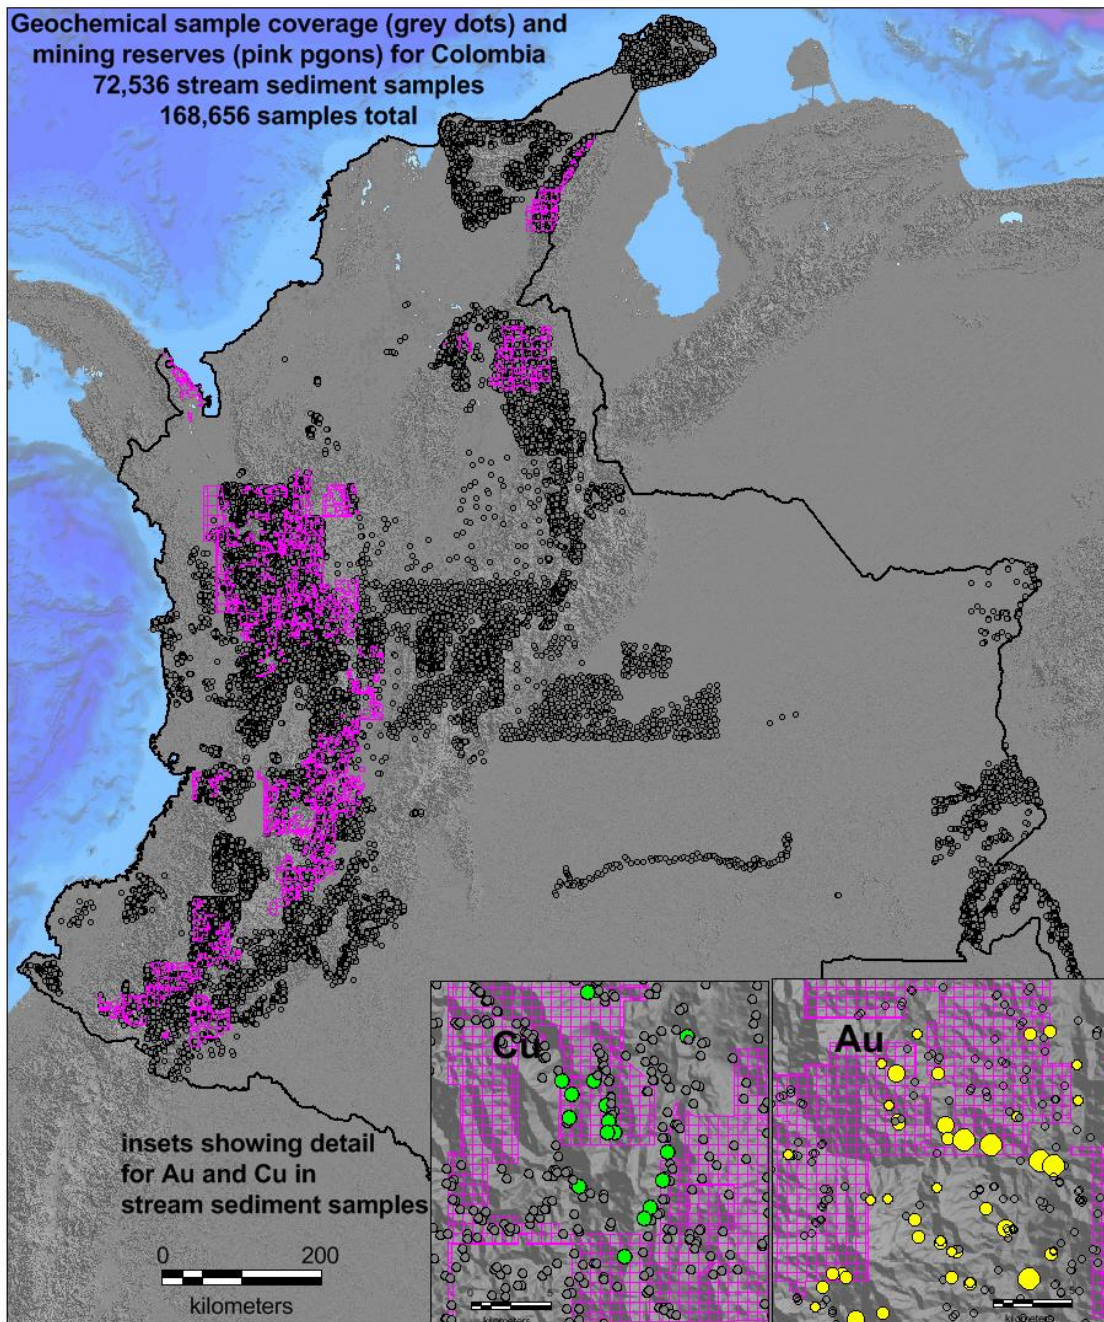 Geochemical sample coverage (grey dots) and
mining reserves (pink pgons) for Colombia
72,536 stream sediment samples
168,656 samples total
Cu
Au
insets showing detail
for Au and Cu in
stream sediment samples
0 200
kilometers